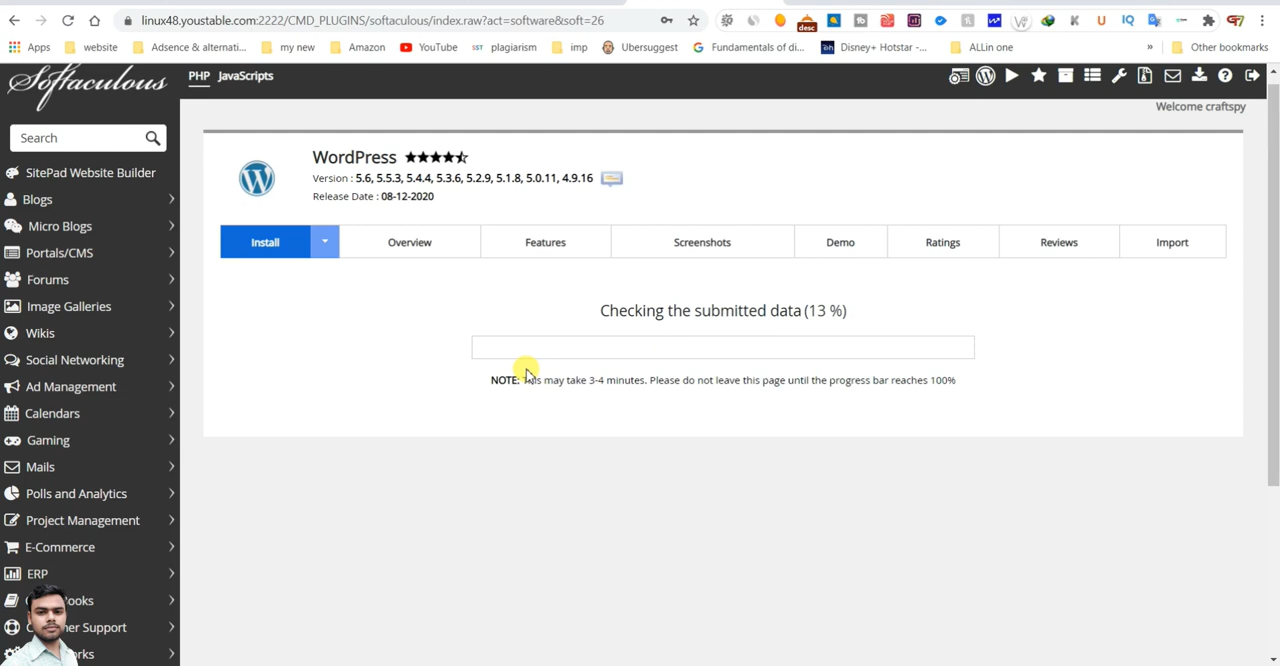 linux48.youstable.com:2222/CMD_PLUGINS/softaculous/index.raw?act=software&soft=26
Apps
website
Adsence & alternati...
my new
Amazon
YouTube
SST plagiarism
imp
Ubersuggest
Fundamentals of di...
Disney+ Hotstar -...
ALLin one
»
Other bookmarks
Softaculous
PHP JavaScripts
Welcome craftspy
Search
SitePad Website Builder
Blogs
Micro Blogs
Portals/CMS
Forums
Image Galleries
Wikis
Social Networking
Ad Management
Calendars
Gaming
Mails
Polls and Analytics
Project Management
E-Commerce
ERP
WordPress
Version : 5.6, 5.5.3, 5.4.4, 5.3.6, 5.2.9, 5.1.8, 5.0.11, 4.9.16
Release Date : 08-12-2020
Install
Overview
Features
Screenshots
Demo
Ratings
Reviews
Import
Checking the submitted data (13 %)
NOTE: This may take 3-4 minutes. Please do not leave this page until the progress bar reaches 100%